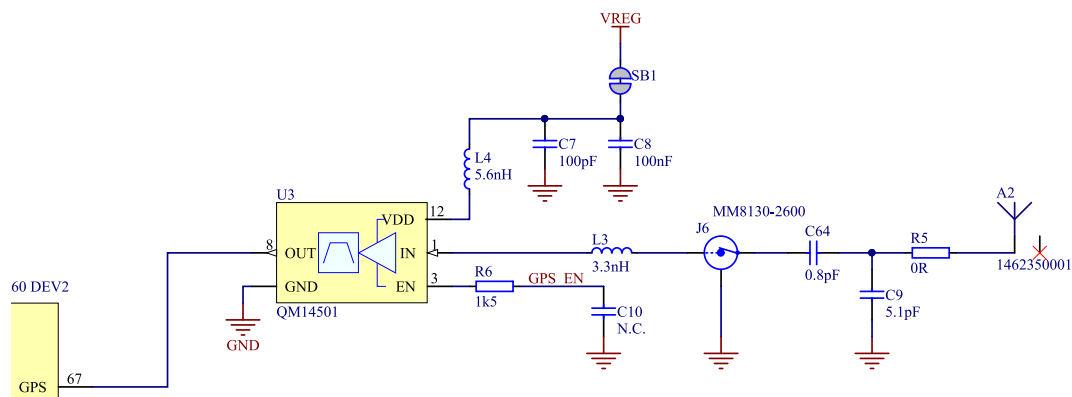 VREG
SB1
C7
100pF
C8
100nF
L4
5.6nH
U3
12
VDD
8
OUT
IN
1
GND
EN
3
QM14501
GND
R6
1k5
GPS_EN
C10
N.C.
L3
3.3nH
MM8130-2600
J6
C64
0.8pF
C9
5.1pF
R5
0R
A2
1462350001
60 DEV2
GPS
67